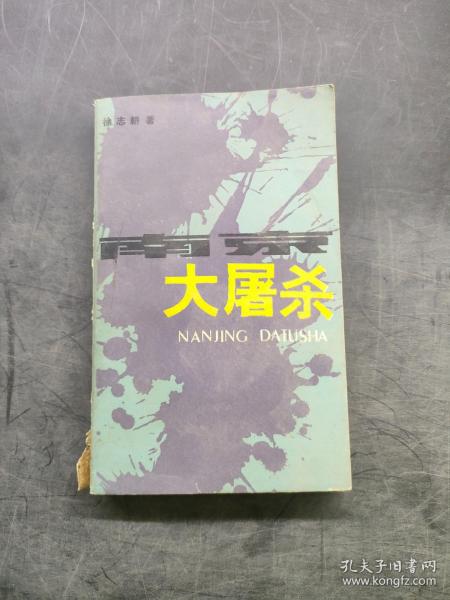 徐志耕 著
南京
大屠杀
NANJING DATUSHA
孔夫子旧书网
www.kongfz.com